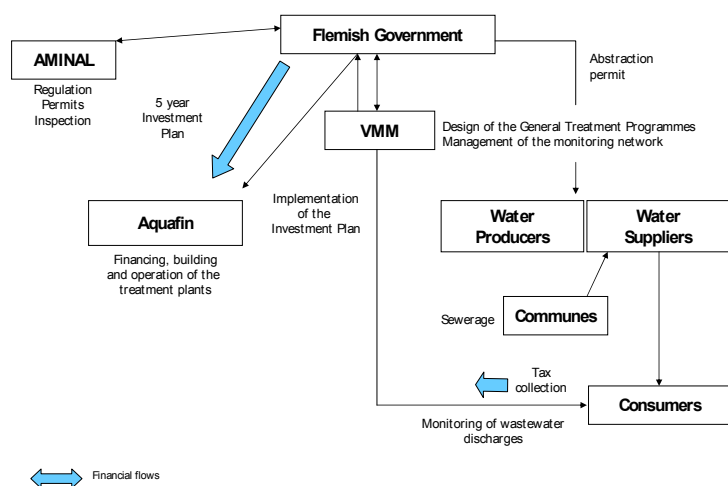 Flemish Government
AMINAL
Regulation
Permits
Inspection
5 year
Investment
Plan
Abstraction
permit
VMM
Design of the General Treatment Programmes
Management of the monitoring network
Aquafin
Financing, building
and operation of the
treatment plants
Implementation
of the
Investment Plan
Water
Producers
Water
Suppliers
Sewerage
Communes
Tax
collection
Consumers
Monitoring of wastewater
discharges
Financial flows